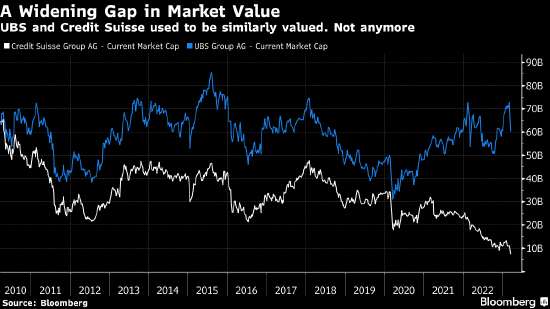 A Widening Gap in Market Value
UBS and Credit Suisse used to be similarly valued. Not anymore
Credit Suisse Group AG - Current Market Cap UBS Group AG - Current Market Cap
90B
80B
70B
60B
50B
40B
30B
20B
10B
2010 2011 2012 2013 2014 2015 2016 2017 2018 2019 2020 2021 2022
Source: Bloomberg
Bloomberg